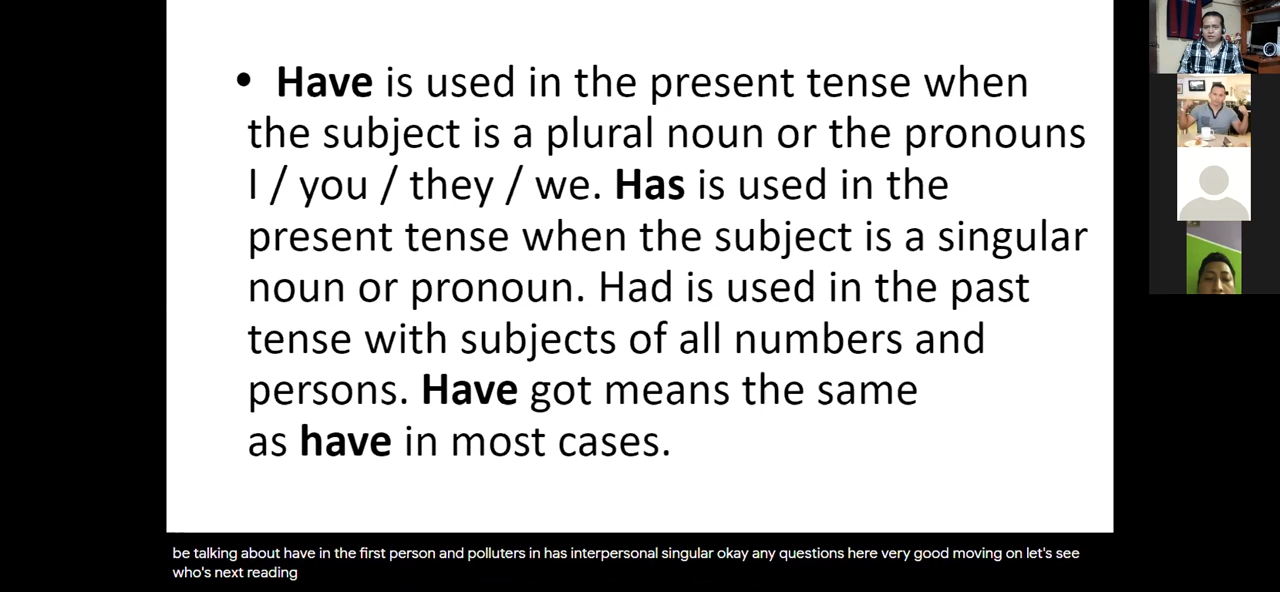 • Have is used in the present tense when
the subject is a plural noun or the pronouns
I / you / they / we. Has is used in the
present tense when the subject is a singular
noun or pronoun. Had is used in the past
tense with subjects of all numbers and
persons. Have got means the same
as have in most cases.
be talking about have in the first person and polluters in has interpersonal singular okay any questions here very good moving on let's see
who's next reading